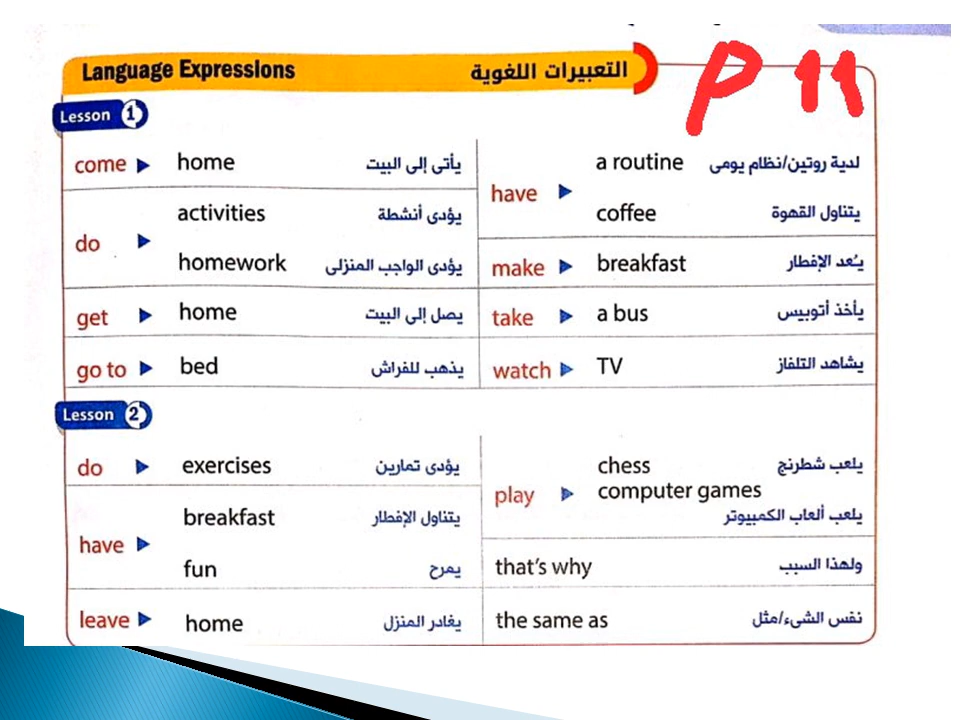 Language Expressions التعبيرات اللغوية
P 11
Lesson 1
come home يأتى إلى البيت
do activities يؤدى أنشطة
homework يؤدى الواجب المنزلى
get home يصل إلى البيت
go to bed يذهب للفراش
have a routine لدية روتين/نظام يومى
coffee يتناول القهوة
make breakfast يُعد الإفطار
take a bus يأخذ أتوبيس
watch TV يشاهد التلفاز
Lesson 2
do exercises يؤدى تمارين
have breakfast يتناول الإفطار
fun يمرح
leave home يغادر المنزل
play chess يلعب شطرنج
computer games
يلعب ألعاب الكمبيوتر
that's why ولهذا السبب
the same as نفس الشىء/مثل